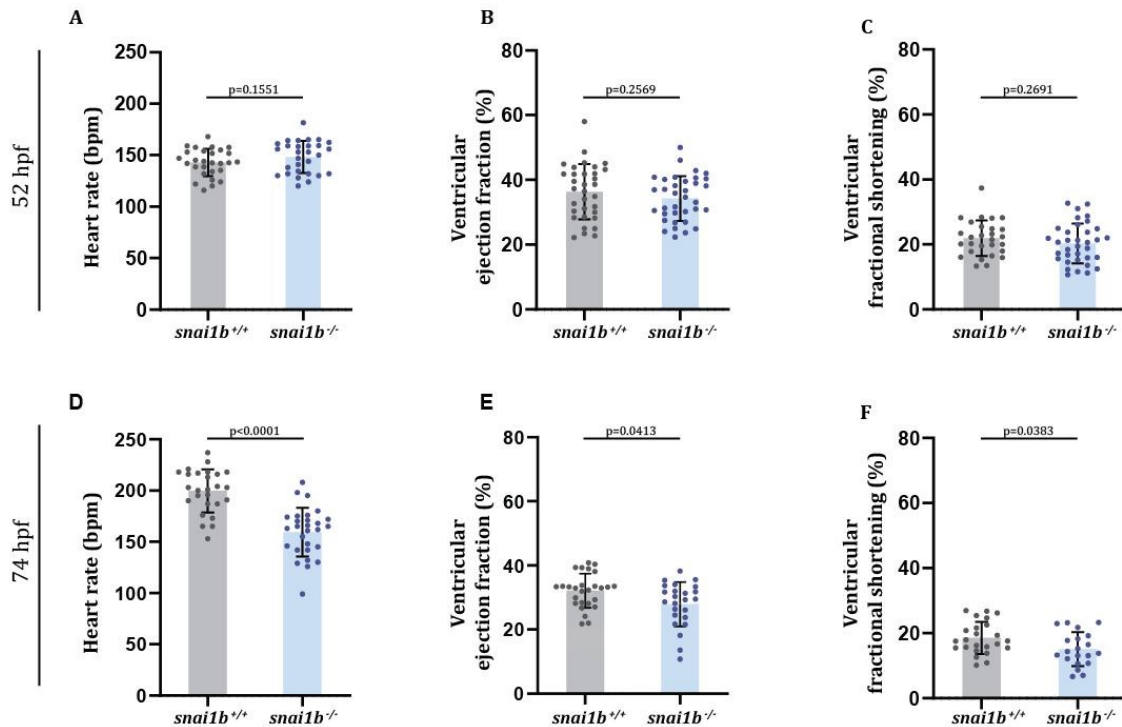 A
B
C
52 hpf
Heart rate (bpm)
250
200
150
100
50
0
p=0.1551
snai1b+/+
snai1b-/-
Ventricular
ejection fraction (%)
80
60
40
20
0
p=0.2569
snai1b+/+
snai1b-/-
Ventricular
fractional shortening (%)
80
60
40
20
0
p=0.2691
snai1b+/+
snai1b-/-
D
E
F
74 hpf
Heart rate (bpm)
250
200
150
100
50
0
p<0.0001
snai1b+/+
snai1b-/-
Ventricular
ejection fraction (%)
80
60
40
20
0
p=0.0413
snai1b+/+
snai1b-/-
Ventricular
fractional shortening (%)
80
60
40
20
0
p=0.0383
snai1b+/+
snai1b-/-